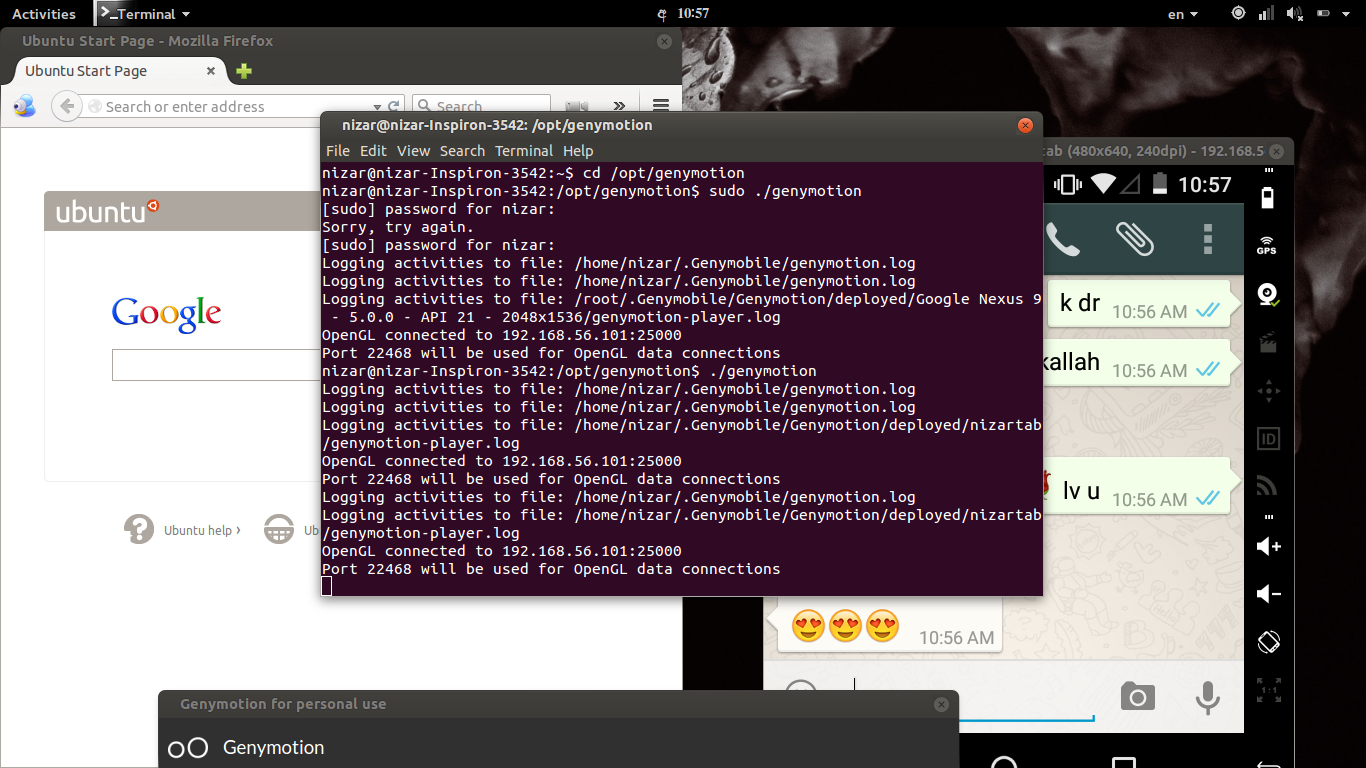 Activities
Terminal
10:57
en
Ubuntu Start Page - Mozilla Firefox
Ubuntu Start Page
Search or enter address
Search
ubuntu
Google
Ubuntu help ›
nizar@nizar-Inspiron-3542: /opt/genymotion
File Edit View Search Terminal Help
nizar@nizar-Inspiron-3542:~$ cd /opt/genymotion
nizar@nizar-Inspiron-3542:/opt/genymotion$ sudo ./genymotion
[sudo] password for nizar:
Sorry, try again.
[sudo] password for nizar:
Logging activities to file: /home/nizar/.Genymobile/genymotion.log
Logging activities to file: /home/nizar/.Genymobile/genymotion.log
Logging activities to file: /root/.Genymobile/Genymotion/deployed/Google Nexus 9
- 5.0.0 - API 21 - 2048x1536/genymotion-player.log
OpenGL connected to 192.168.56.101:25000
Port 22468 will be used for OpenGL data connections
nizar@nizar-Inspiron-3542:/opt/genymotion$ ./genymotion
Logging activities to file: /home/nizar/.Genymobile/genymotion.log
Logging activities to file: /home/nizar/.Genymobile/genymotion.log
Logging activities to file: /home/nizar/.Genymobile/Genymotion/deployed/nizartab
/genymotion-player.log
OpenGL connected to 192.168.56.101:25000
Port 22468 will be used for OpenGL data connections
Logging activities to file: /home/nizar/.Genymobile/genymotion.log
Logging activities to file: /home/nizar/.Genymobile/Genymotion/deployed/nizartab
/genymotion-player.log
OpenGL connected to 192.168.56.101:25000
Port 22468 will be used for OpenGL data connections
tab (480x640, 240dpi) - 192.168.5
10:57
GPS
k dr 10:56 AM
kallah 10:56 AM
ID
lv u 10:56 AM
😍😍😍 10:56 AM
1:1
Genymotion for personal use
Genymotion